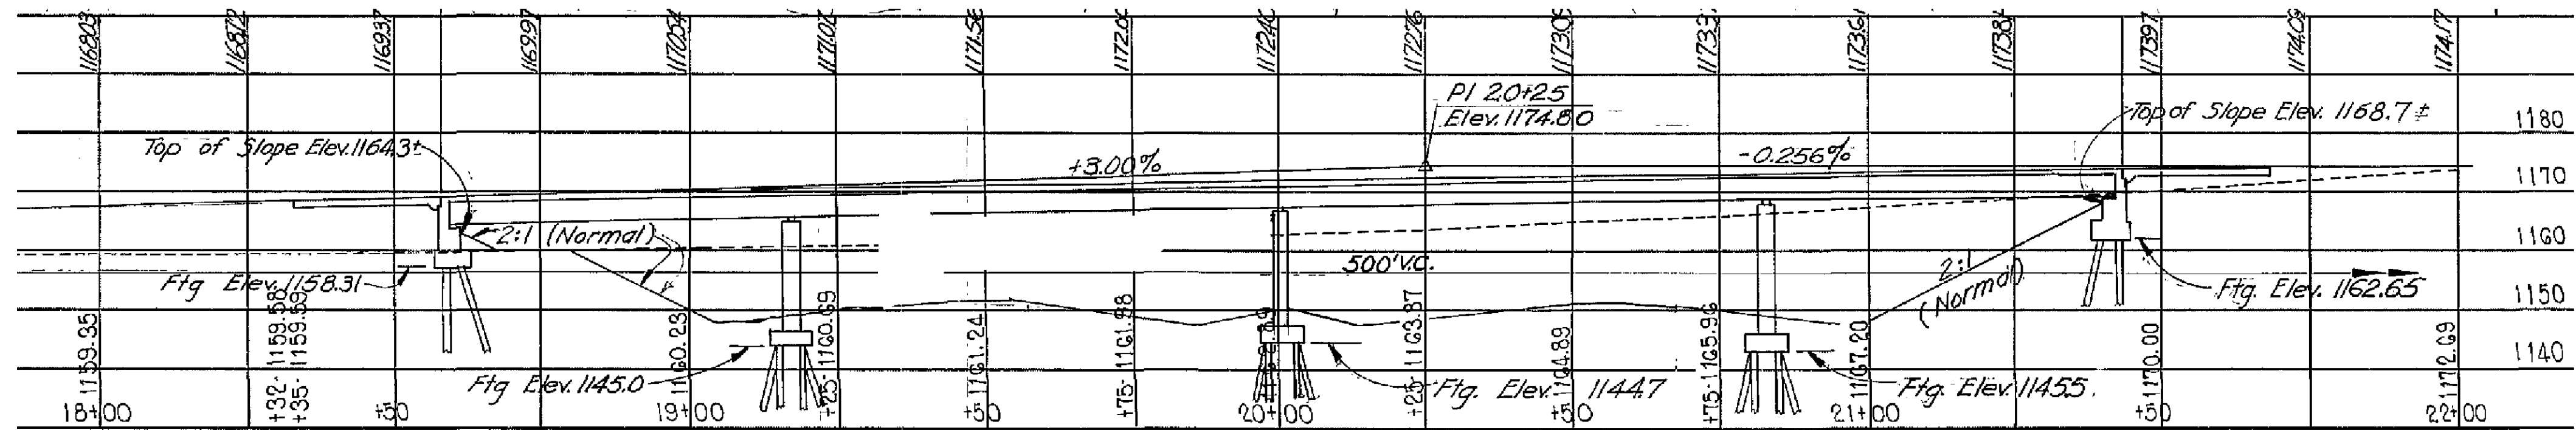 1168.03 1168.72 1169.37 1169.97 1170.54 1171.07 1171.56 1172.00 1172.40 1172.76 1173.09 1173.37 1173.61 1173.81 1173.97 1174.09 1174.17
PI 20+25
Elev. 1174.80
Top of Slope Elev. 1168.7±
1180
Top of Slope Elev. 1164.3±
+3.00%
-0.256%
1170
2:1 (Normal)
1160
500' V.C.
2:1
(Normal)
Ftg Elev. 1158.31
Ftg. Elev. 1162.65
1150
1159.35
+32-1159.58
+35-1159.59
1160.23
+25-1160.69
1161.24
+75-1161.98
+25-1163.87
1164.89
+75-1165.96
1167.20
1170.00
1172.69
1140
Ftg Elev. 1145.0
Ftg. Elev. 1144.7
Ftg. Elev. 1145.5
18+00 +50 19+00 +50 20+00 +50 21+00 +50 22+00